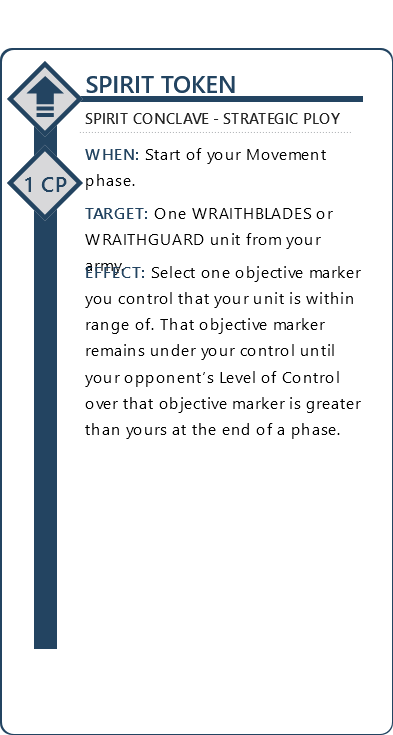 SPIRIT TOKEN
SPIRIT CONCLAVE - STRATEGIC PLOY
1 CP
WHEN: Start of your Movement
phase.
TARGET: One WRAITHBLADES or
WRAITHGUARD unit from your
army.
EFFECT: Select one objective marker
you control that your unit is within
range of. That objective marker
remains under your control until
your opponent’s Level of Control
over that objective marker is greater
than yours at the end of a phase.